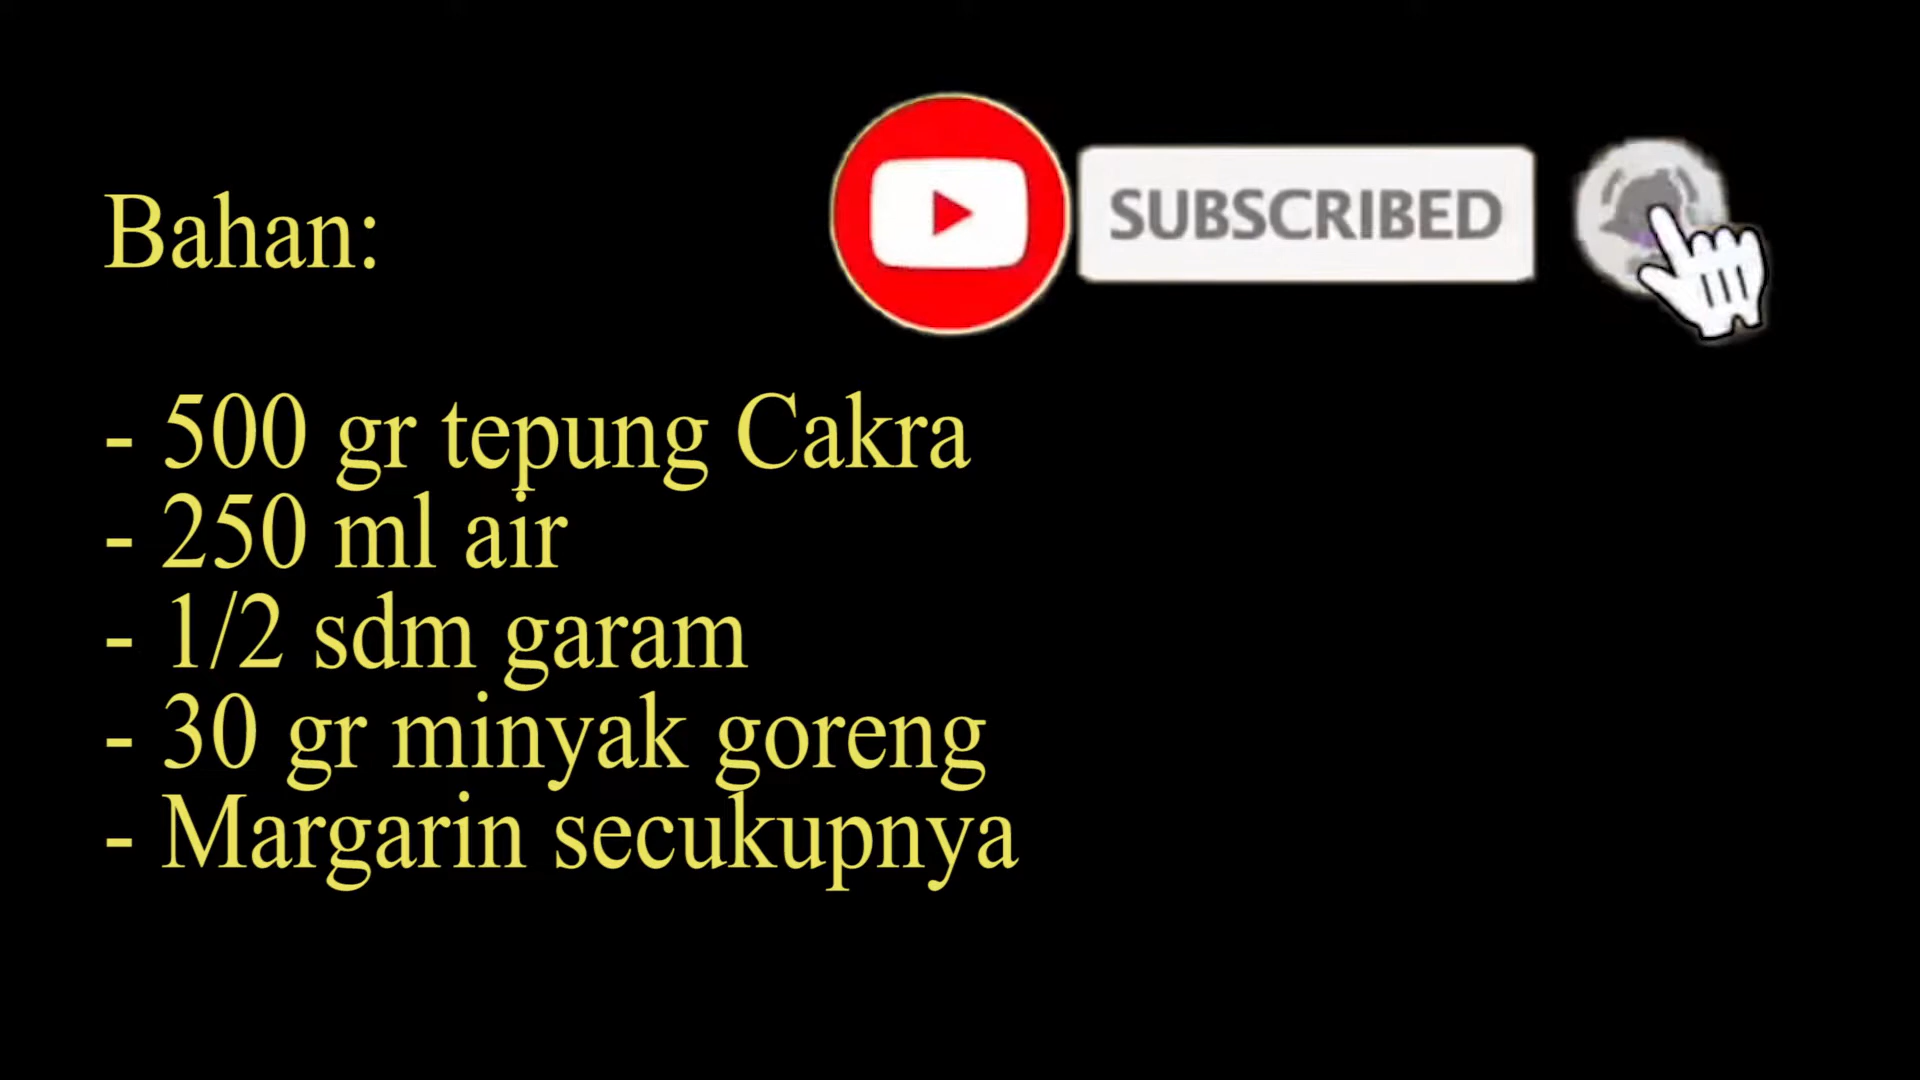 SUBSCRIBED
Bahan:
- 500 gr tepung Cakra
- 250 ml air
- 1/2 sdm garam
- 30 gr minyak goreng
- Margarin secukupnya